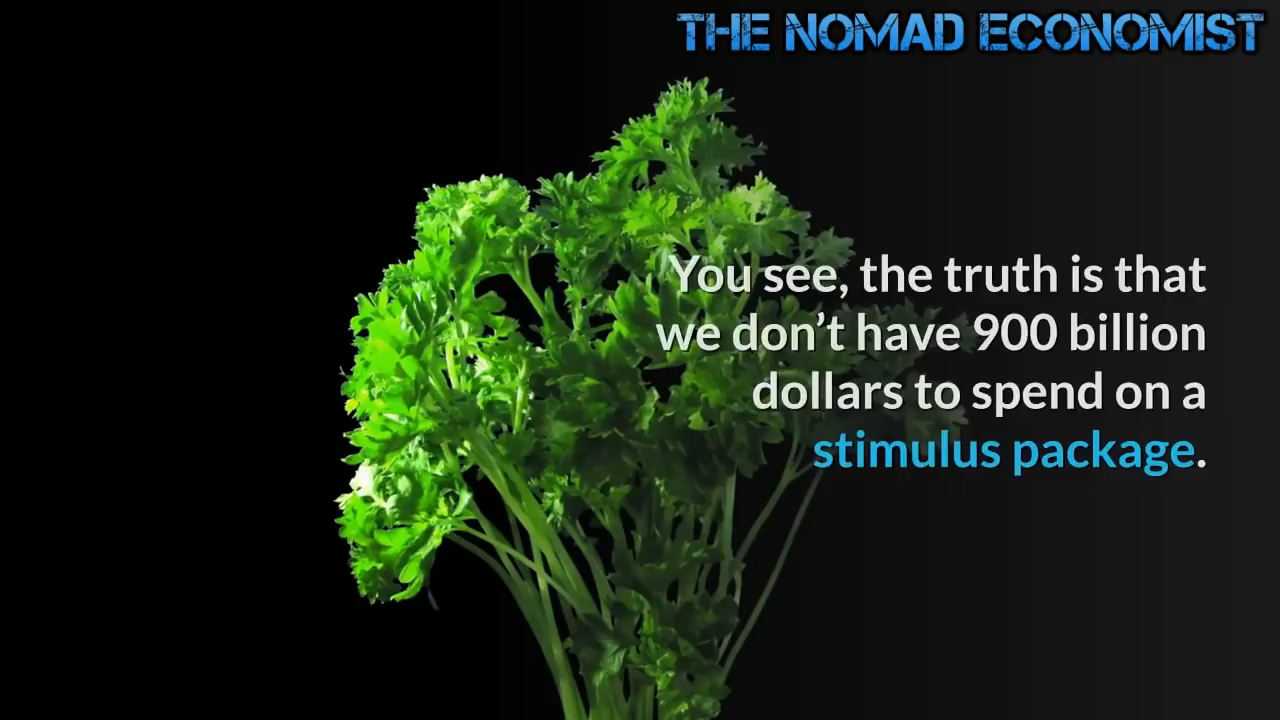 THE NOMAD ECONOMIST
You see, the truth is that
we don’t have 900 billion
dollars to spend on a
stimulus package.